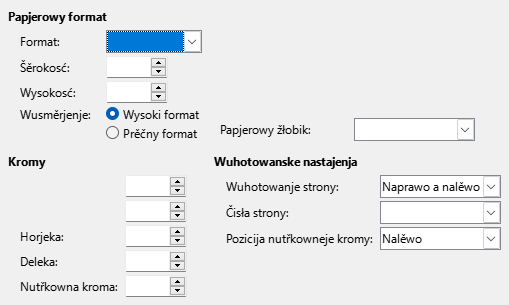 Papjerowy format
Format:
Šěrokosć:
Wysokosć:
Wusměrjenje: Wysoki format
Prěčny format
Papjerowy žłobik:
Kromy
Wuhotowanske nastajenja
Wuhotowanje strony: Naprawo a nalěwo
Čisła strony:
Horjeka:
Pozicija nutřkowneje kromy: Nalěwo
Deleka:
Nutřkowna kroma: